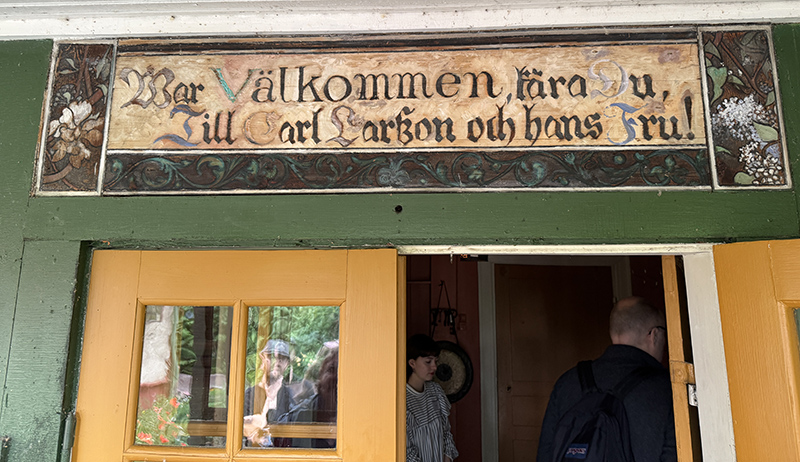 War Välkommen, kära Du,
Till Carl Larßon och hans Fru!